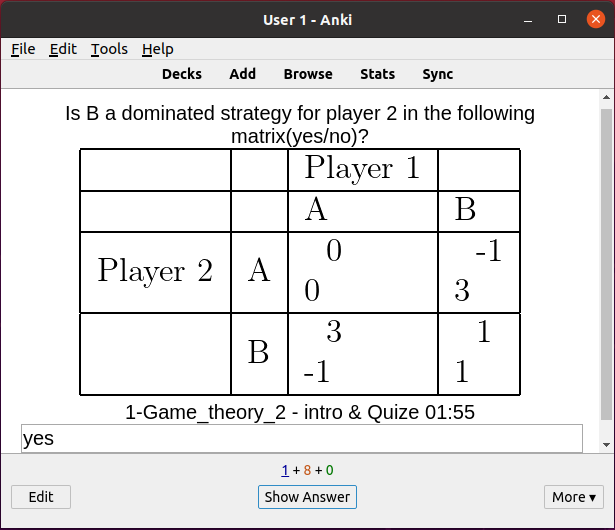 User 1 - Anki
File Edit Tools Help
Decks Add Browse Stats Sync
Is B a dominated strategy for player 2 in the following
matrix(yes/no)?
Player 1
A B
Player 2 A 0 -1
0 3
B 3 1
-1 1
1-Game_theory_2 - intro & Quize 01:55
yes
1 + 8 + 0
Edit Show Answer More ▾